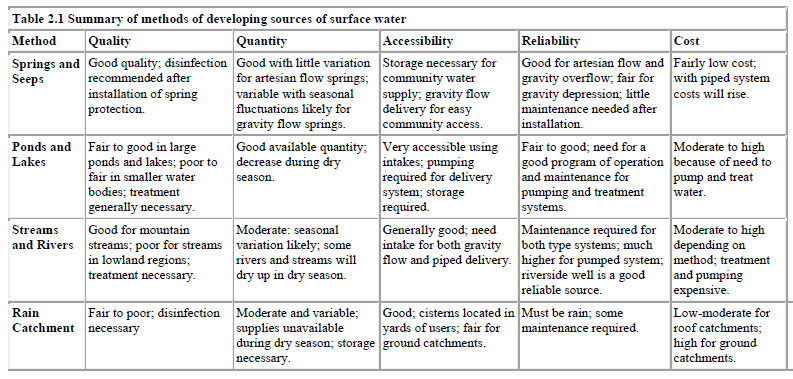 Table 2.1 Summary of methods of developing sources of surface water
Method Quality Quantity Accessibility Reliability Cost
Springs and
Seeps
Good quality; disinfection
recommended after
installation of spring
protection.
Good with little variation
for artesian flow springs;
variable with seasonal
fluctuations likely for
gravity flow springs.
Storage necessary for
community water
supply; gravity flow
delivery for easy
community access.
Good for artesian flow and
gravity overflow; fair for
gravity depression; little
maintenance needed after
installation.
Fairly low cost;
with piped system
costs will rise.
Ponds and
Lakes
Fair to good in large
ponds and lakes; poor to
fair in smaller water
bodies; treatment
generally necessary.
Good available quantity;
decrease during dry
season.
Very accessible using
intakes; pumping
required for delivery
system; storage
required.
Fair to good; need for a
good program of operation
and maintenance for
pumping and treatment
systems.
Moderate to high
because of need to
pump and treat
water.
Streams
and Rivers
Good for mountain
streams; poor for streams
in lowland regions;
treatment necessary.
Moderate: seasonal
variation likely; some
rivers and streams will
dry up in dry season.
Generally good; need
intake for both gravity
flow and piped delivery.
Maintenance required for
both type systems; much
higher for pumped system;
riverside well is a good
reliable source.
Moderate to high
depending on
method; treatment
and pumping
expensive.
Rain
Catchment
Fair to poor; disinfection
necessary
Moderate and variable;
supplies unavailable
during dry season; storage
necessary.
Good; cisterns located in
yards of users; fair for
ground catchments.
Must be rain; some
maintenance required.
Low-moderate for
roof catchments;
high for ground
catchments.